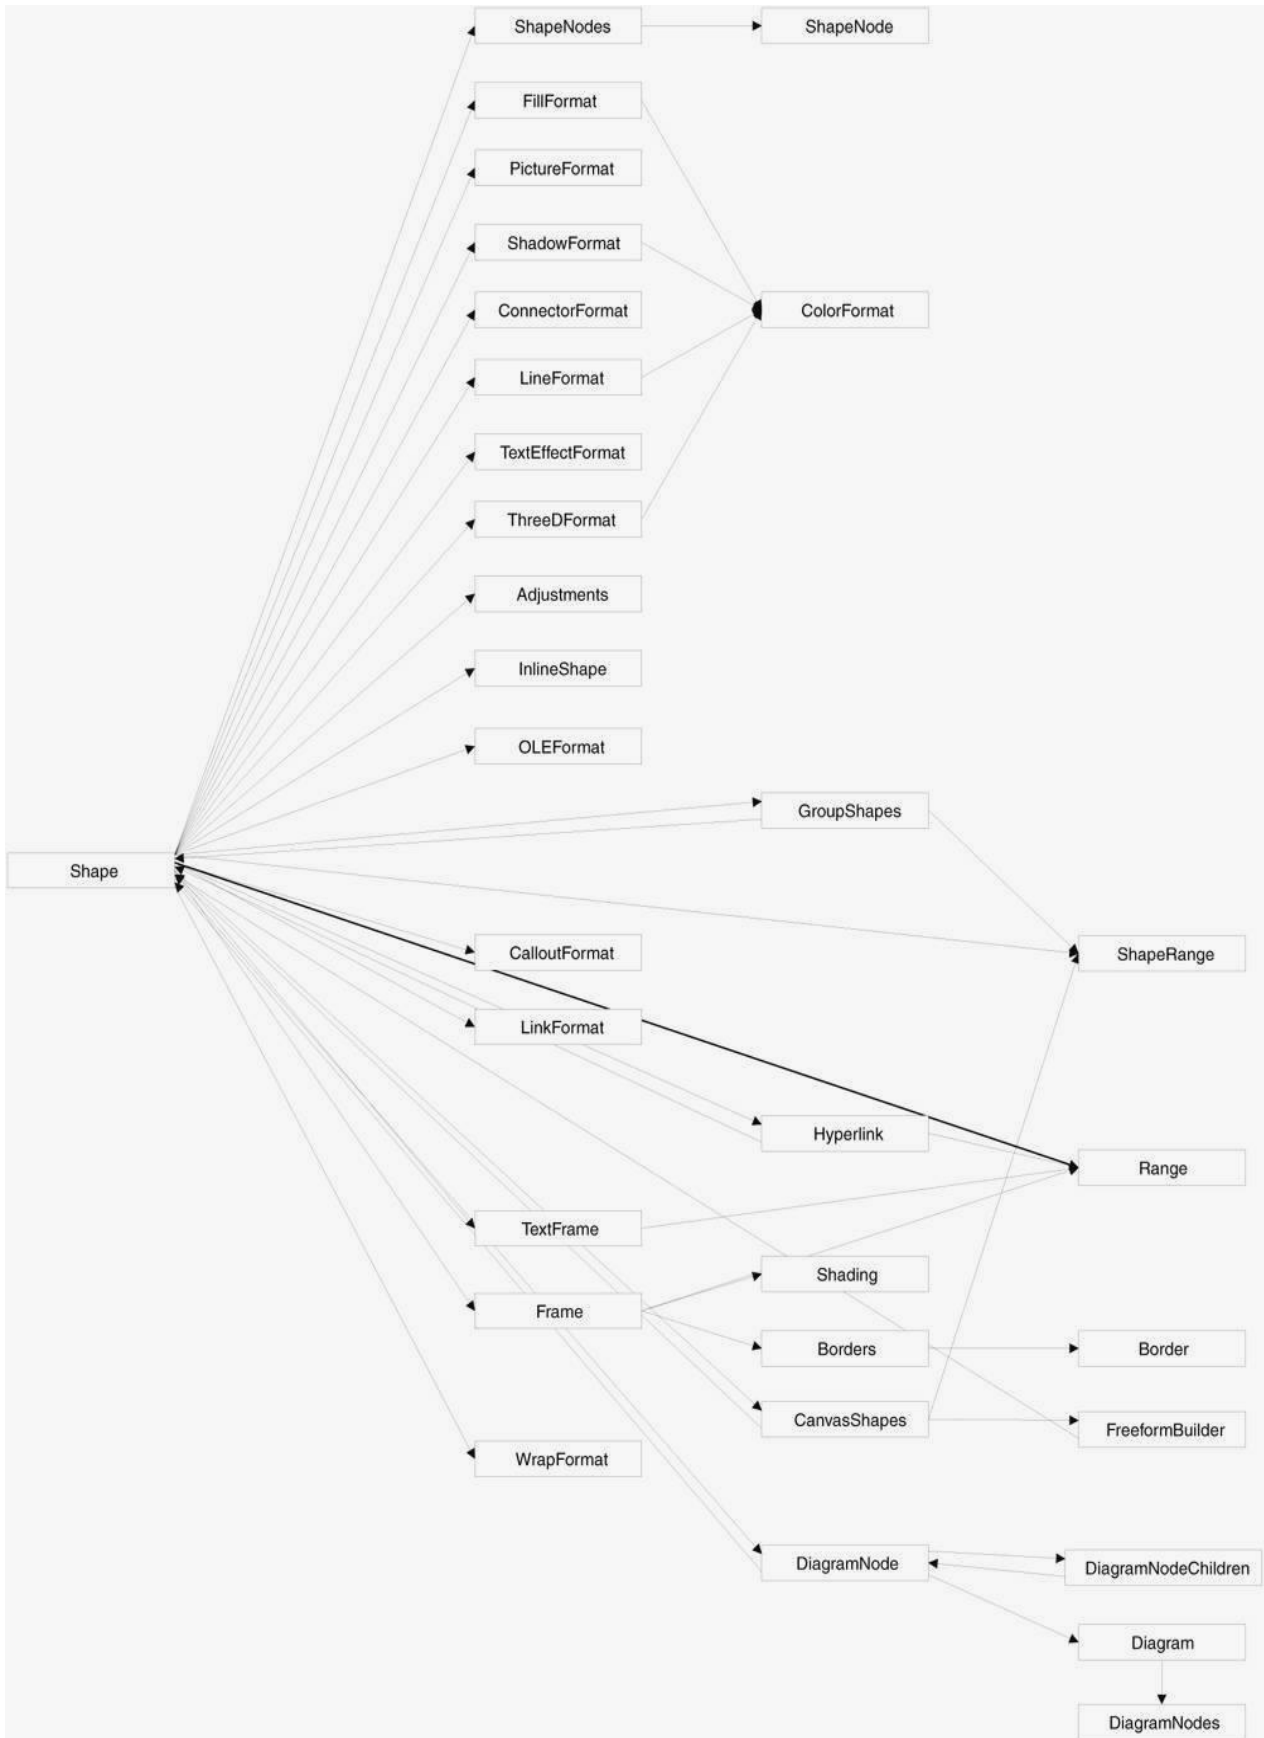 ShapeNodes
ShapeNode
FillFormat
PictureFormat
ShadowFormat
ConnectorFormat
ColorFormat
LineFormat
TextEffectFormat
ThreeDFormat
Adjustments
InlineShape
OLEFormat
GroupShapes
Shape
CalloutFormat
ShapeRange
LinkFormat
Hyperlink
Range
TextFrame
Shading
Frame
Borders
Border
CanvasShapes
FreeformBuilder
WrapFormat
DiagramNode
DiagramNodeChildren
Diagram
DiagramNodes